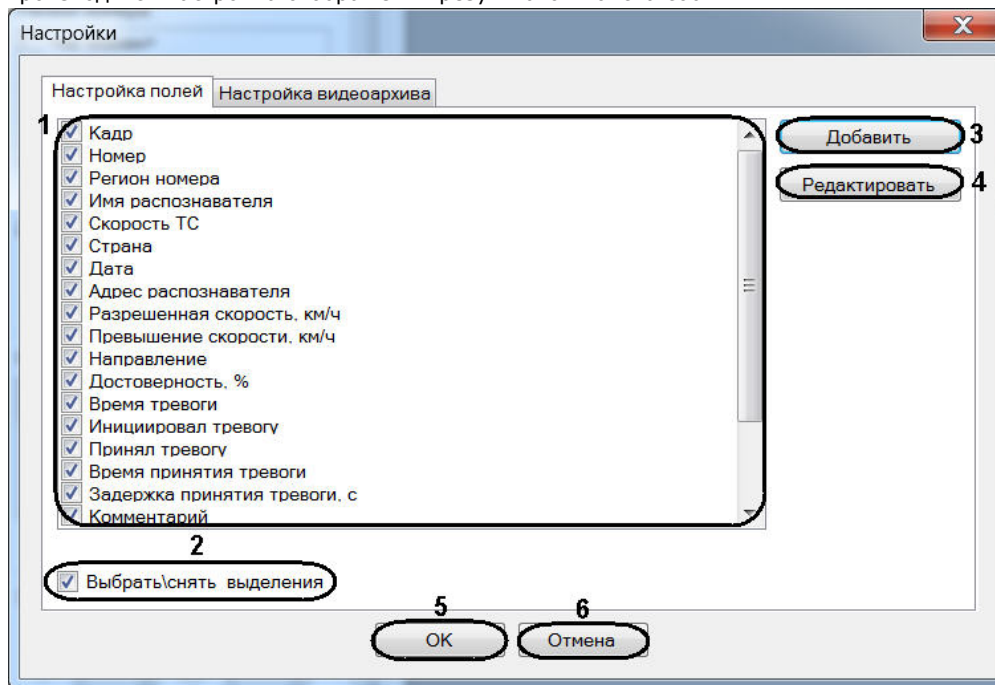 Настройки
X
Настройка полей
Настройка видеоархива
1
Кадр
Номер
Регион номера
Имя распознавателя
Скорость ТС
Страна
Дата
Адрес распознавателя
Разрешенная скорость, км/ч
Превышение скорости, км/ч
Направление
Достоверность, %
Время тревоги
Инициировал тревогу
Принял тревогу
Время принятия тревоги
Задержка принятия тревоги, с
Комментарий
Добавить 3
Редактировать 4
2
Выбрать\снять выделения
5 6
OK Отмена